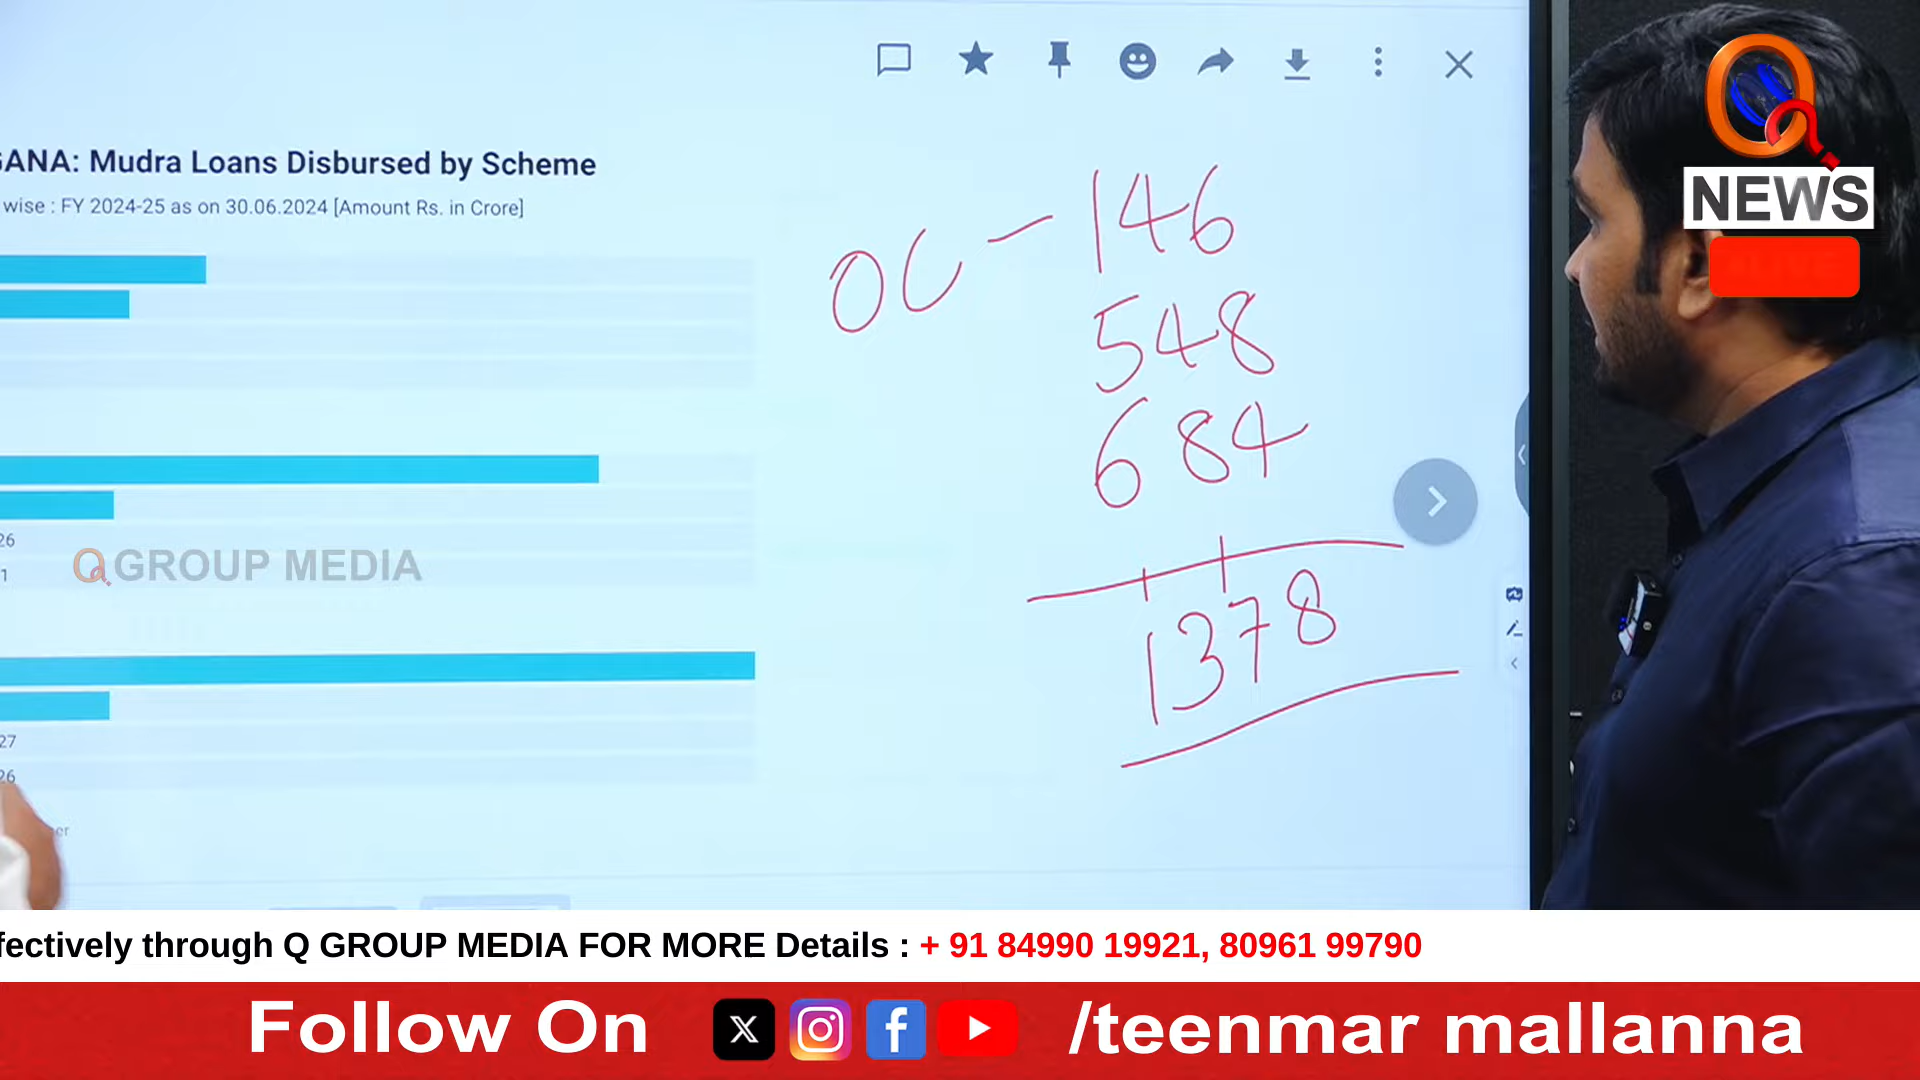 GANA: Mudra Loans Disbursed by Scheme
wise : FY 2024-25 as on 30.06.2024 [Amount Rs. in Crore]
OC - 146
548
684
1378
26
1
27
26
Q GROUP MEDIA
Q
NEWS
fectively through Q GROUP MEDIA FOR MORE Details : + 91 84990 19921, 80961 99790
Follow On /teenmar mallanna